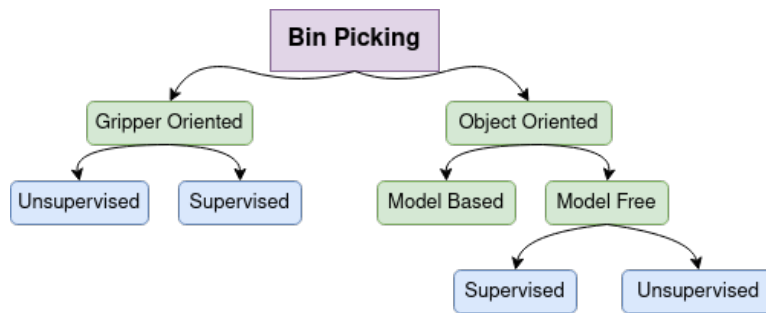 Bin Picking
Gripper Oriented
Object Oriented
Unsupervised
Supervised
Model Based
Model Free
Supervised
Unsupervised